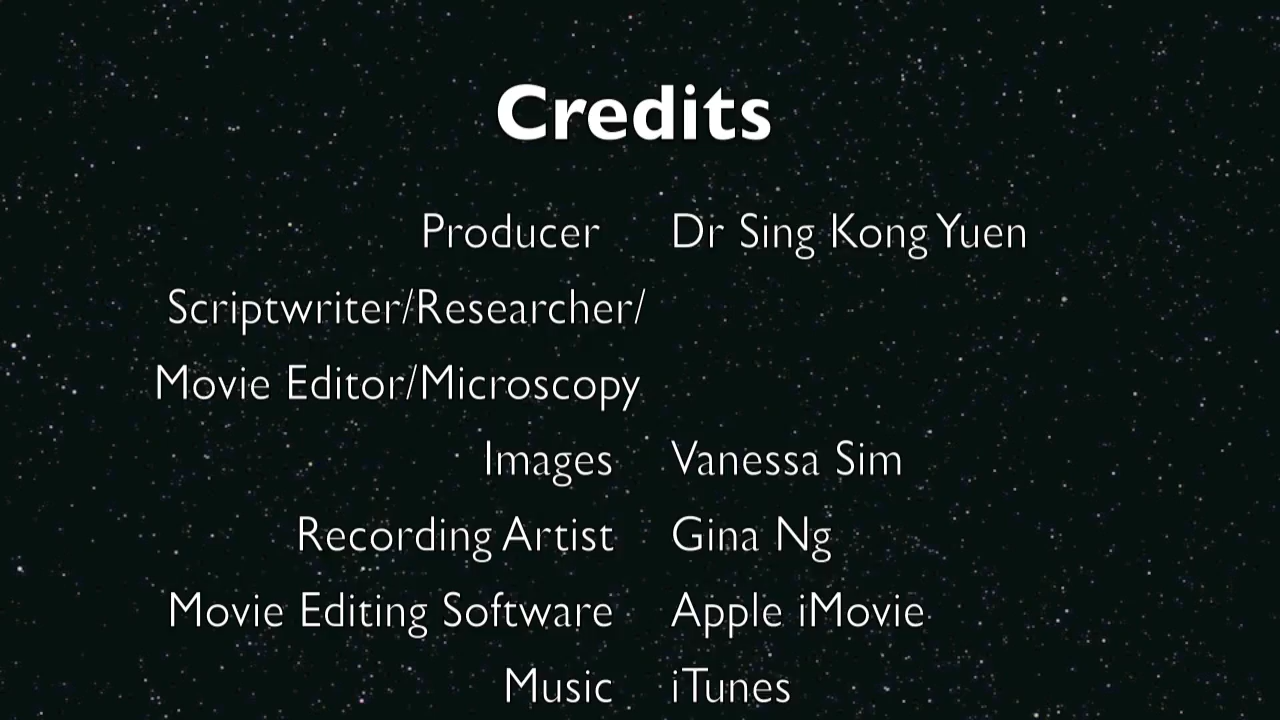 Credits
Producer Dr Sing Kong Yuen
Scriptwriter/Researcher/
Movie Editor/Microscopy
Images Vanessa Sim
Recording Artist Gina Ng
Movie Editing Software Apple iMovie
Music iTunes